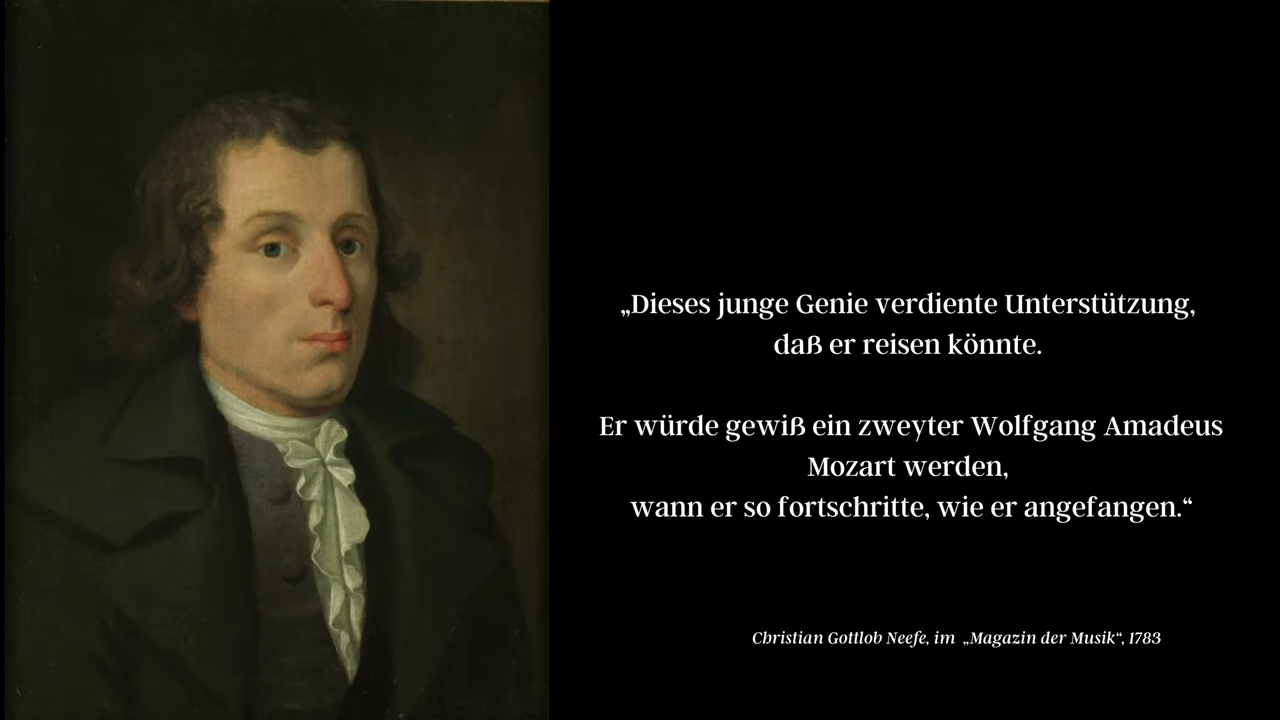 „Dieses junge Genie verdiente Unterstützung,
daß er reisen könnte.
Er würde gewiß ein zweyter Wolfgang Amadeus
Mozart werden,
wann er so fortschritte, wie er angefangen.“
Christian Gottlob Neefe, im „Magazin der Musik“, 1783